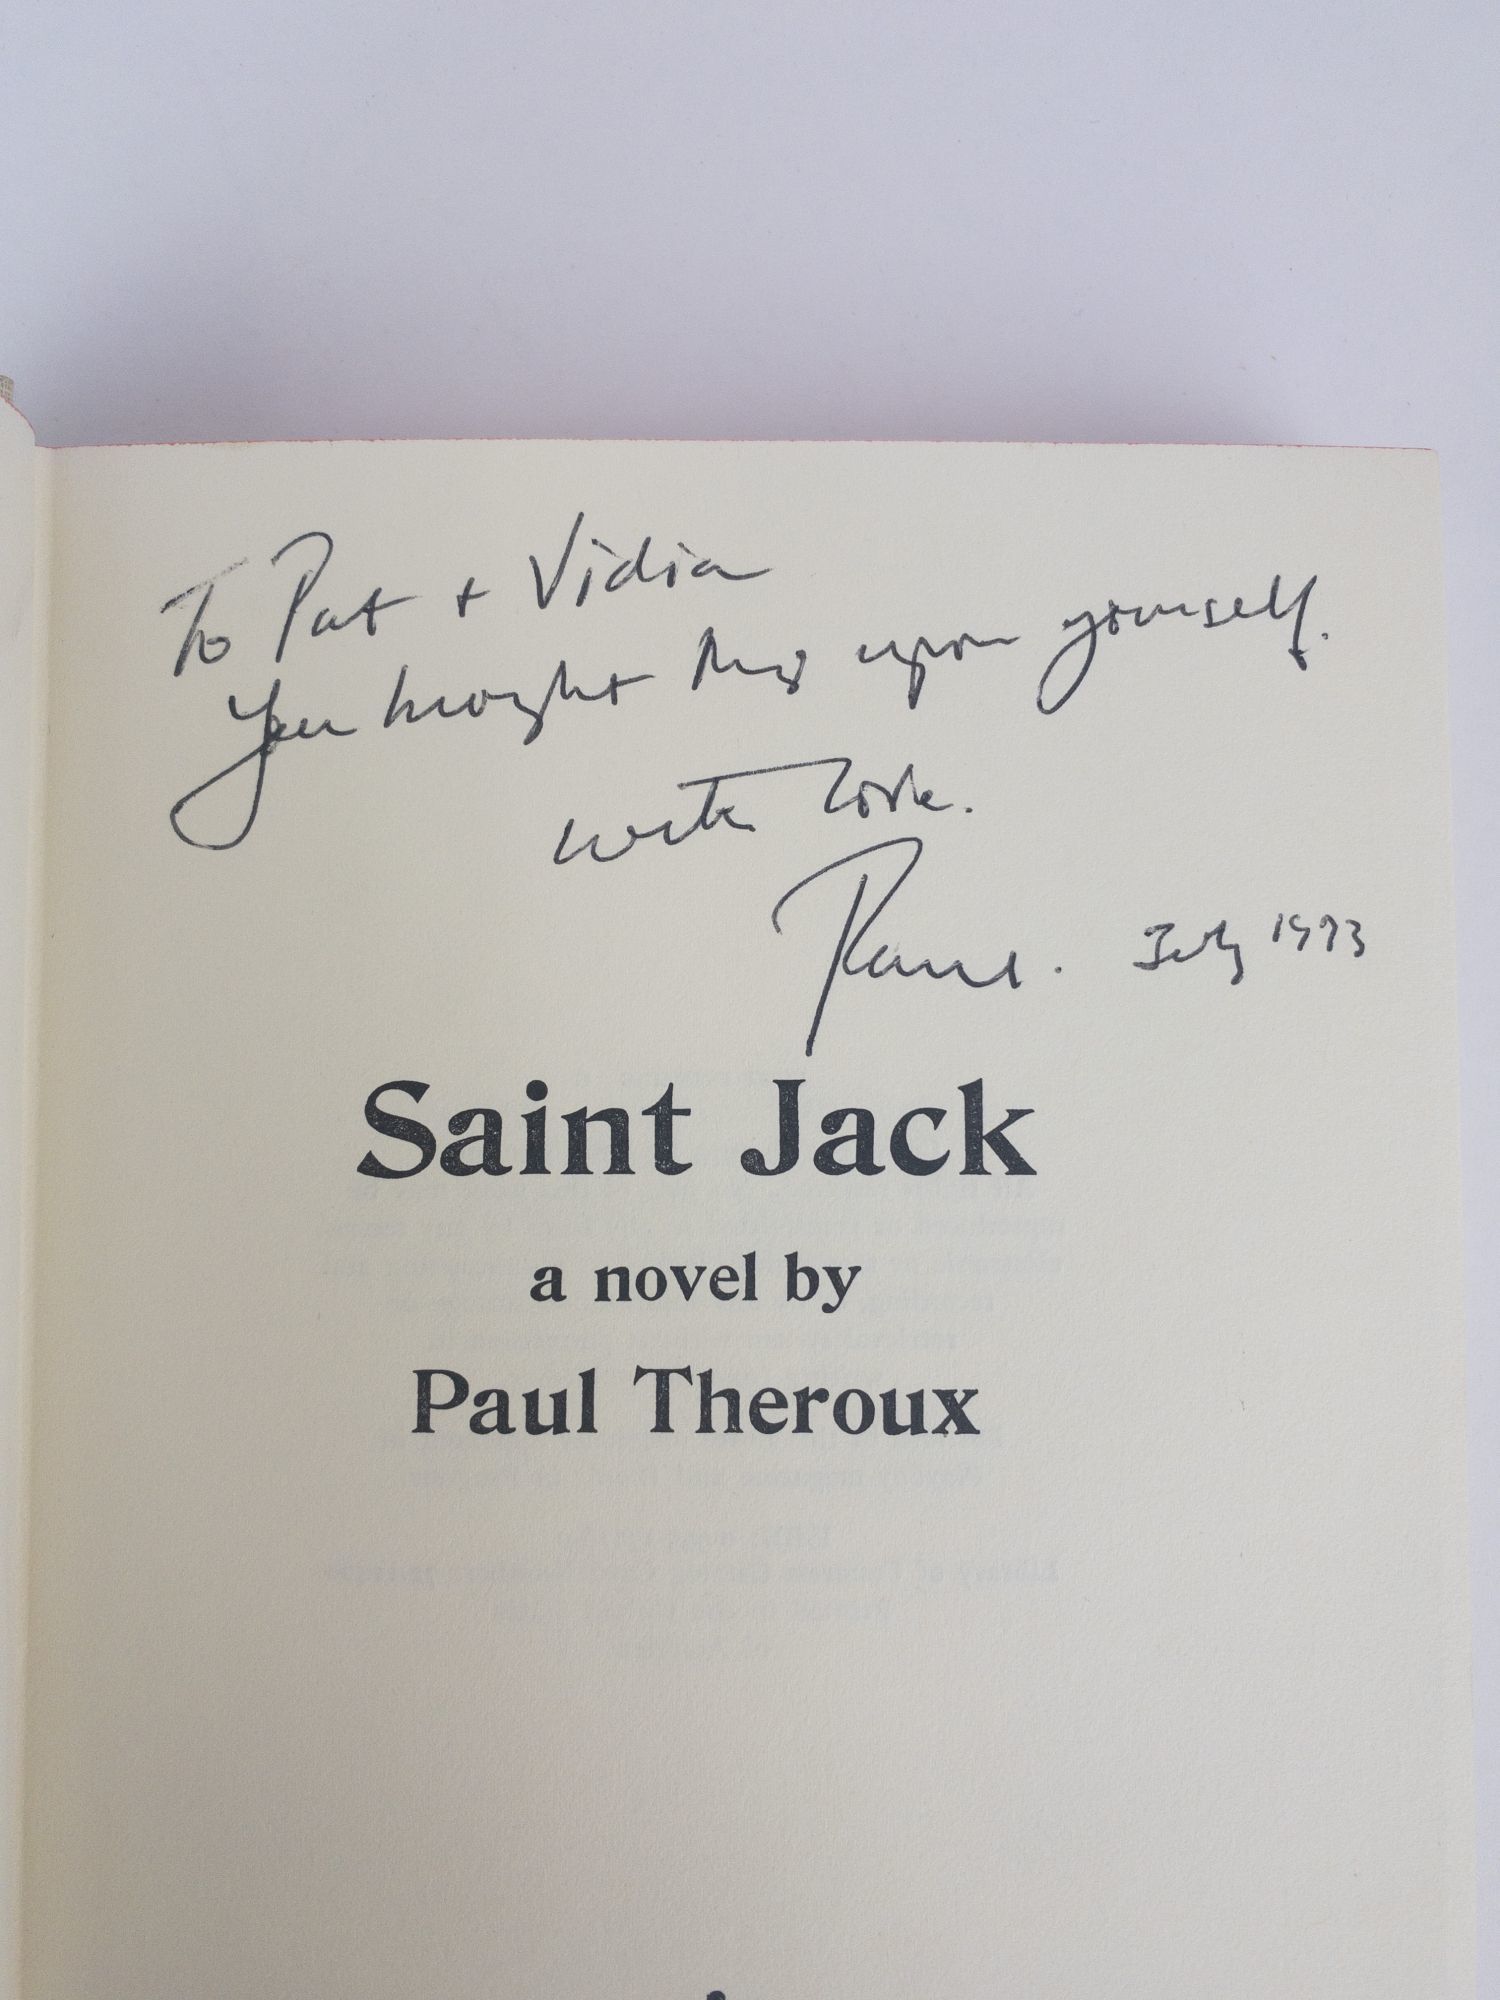 To Pat + Vidia
You brought this upon yourself.
with love.
Paul. July 1973
Saint Jack
a novel by
Paul Theroux